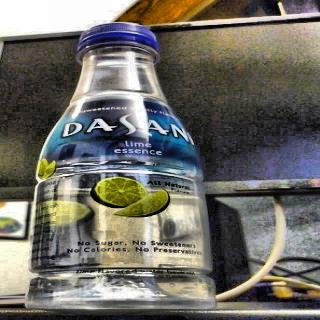 DASANI
lime
essence
All Natural
No Sugar, No Sweeteners
No Calories, No Preservatives